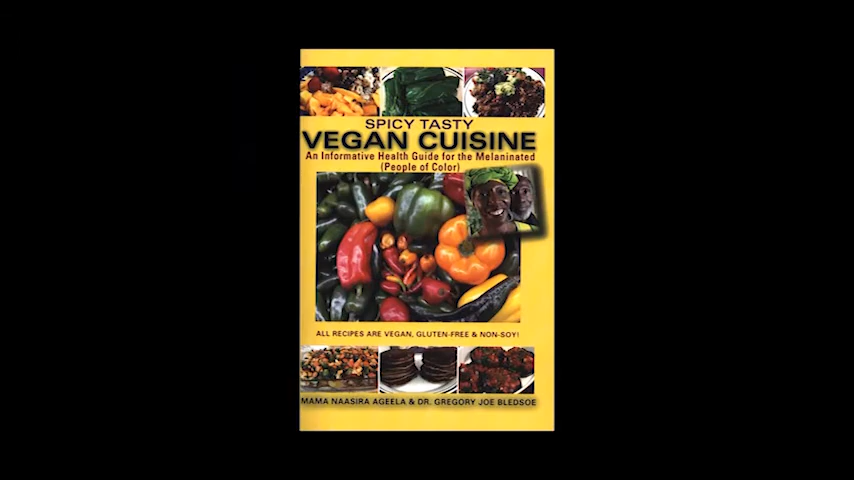 SPICY TASTY
VEGAN CUISINE
An Informative Health Guide for the Melaninated
(People of Color)
ALL RECIPES ARE VEGAN, GLUTEN-FREE & NON-SOY!
MAMA NAASIRA AGEELA & DR. GREGORY JOE BLEDSOE